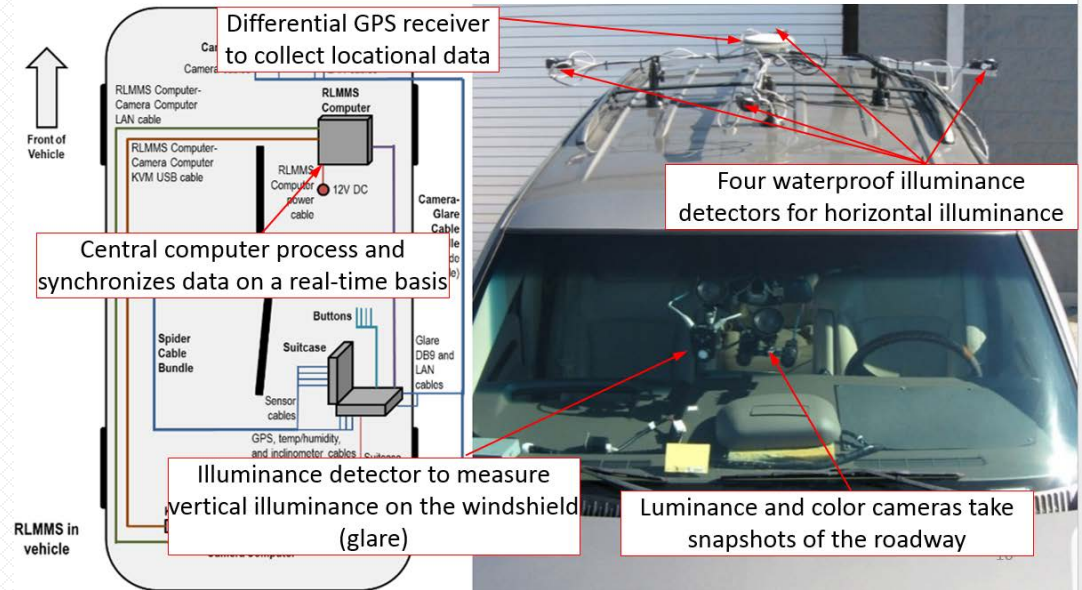 Differential GPS receiver
to collect locational data
Front of
Vehicle
RLMMS Computer-
Camera Computer
LAN cable
RLMMS
Computer
RLMMS Computer-
Camera Computer
KVM USB cable
RLMMS
Computer
power
cable
12V DC
Camera-
Glare
Cable
Central computer process and
synchronizes data on a real-time basis
Buttons
Suitcase
Spider
Cable
Bundle
Glare
DB9 and
LAN
cables
Sensor
cables
GPS, temp/humidity,
and inclinometer cables
Illuminance detector to measure
vertical illuminance on the windshield
(glare)
RLMMS in
vehicle
Four waterproof illuminance
detectors for horizontal illuminance
Luminance and color cameras take
snapshots of the roadway